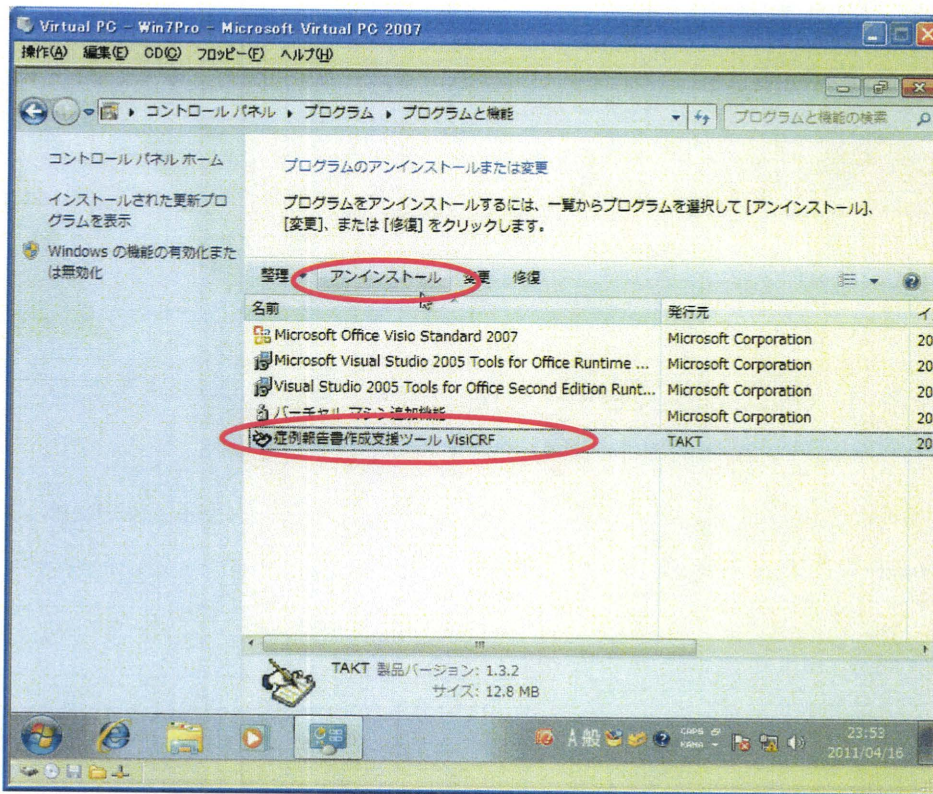 Virtual PC - Win7Pro - Microsoft Virtual PC 2007
操作(A) 編集(E) CD(C) フロッピー(F) ヘルプ(H)
コントロール パネル プログラム プログラムと機能 プログラムと機能の検索
コントロール パネル ホーム
インストールされた更新プロ
グラムを表示
Windows の機能の有効化また
は無効化
プログラムのアンインストールまたは変更
プログラムをアンインストールするには、一覧からプログラムを選択して [アンインストール]、
[変更]、または [修復] をクリックします。
整理 アンインストール 変更 修復
名前 発行元 イ
Microsoft Office Visio Standard 2007 Microsoft Corporation 20
Microsoft Visual Studio 2005 Tools for Office Runtime ... Microsoft Corporation 20
Visual Studio 2005 Tools for Office Second Edition Runt... Microsoft Corporation 20
バーチャル マシン追加機能 Microsoft Corporation 20
症例報告書作成支援ツール VisiCRF TAKT 20
TAKT 製品バージョン: 1.3.2
サイズ: 12.8 MB
A 般 CAPS KANA 23:53
2011/04/16